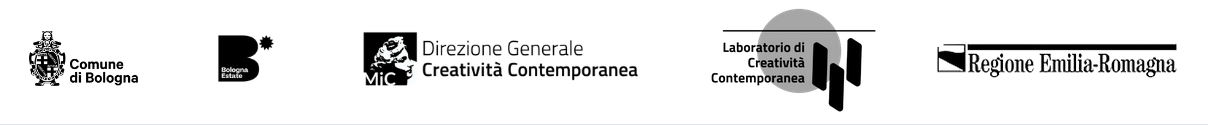 Comune
di Bologna
B
Bologna
Estate
MiC
Direzione Generale
Creatività Contemporanea
Laboratorio di
Creatività
Contemporanea
Regione Emilia-Romagna